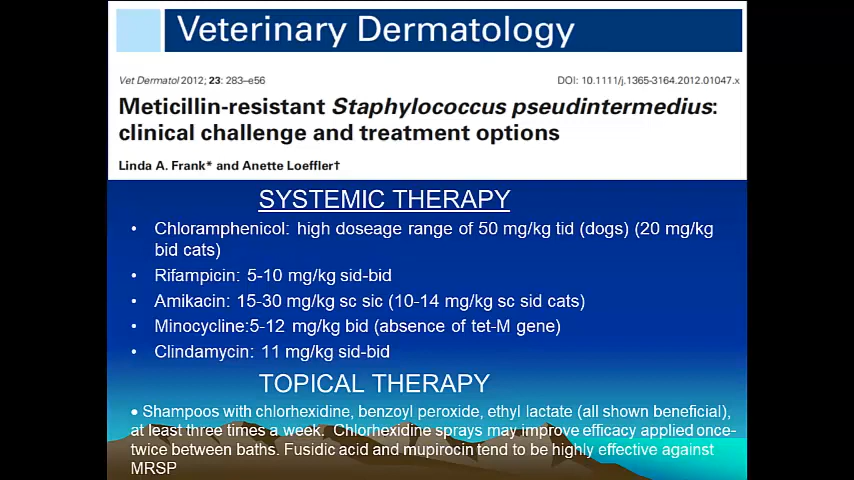 Veterinary Dermatology
Vet Dermatol 2012; 23: 283–e56
DOI: 10.1111/j.1365-3164.2012.01047.x
Meticillin-resistant Staphylococcus pseudintermedius:
clinical challenge and treatment options
Linda A. Frank* and Anette Loeffler†
SYSTEMIC THERAPY
• Chloramphenicol: high doseage range of 50 mg/kg tid (dogs) (20 mg/kg
bid cats)
• Rifampicin: 5-10 mg/kg sid-bid
• Amikacin: 15-30 mg/kg sc sic (10-14 mg/kg sc sid cats)
• Minocycline:5-12 mg/kg bid (absence of tet-M gene)
• Clindamycin: 11 mg/kg sid-bid
TOPICAL THERAPY
• Shampoos with chlorhexidine, benzoyl peroxide, ethyl lactate (all shown beneficial),
at least three times a week. Chlorhexidine sprays may improve efficacy applied once-
twice between baths. Fusidic acid and mupirocin tend to be highly effective against
MRSP